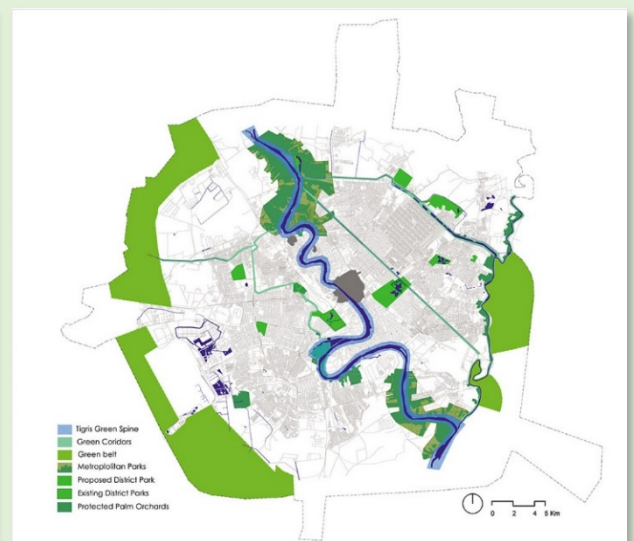 Tigris Green Spine
Green Coridors
Green belt
Metroplolitan Parks
Proposed District Park
Existing District Parks
Protected Palm Orchards
0 2 4 6 Km